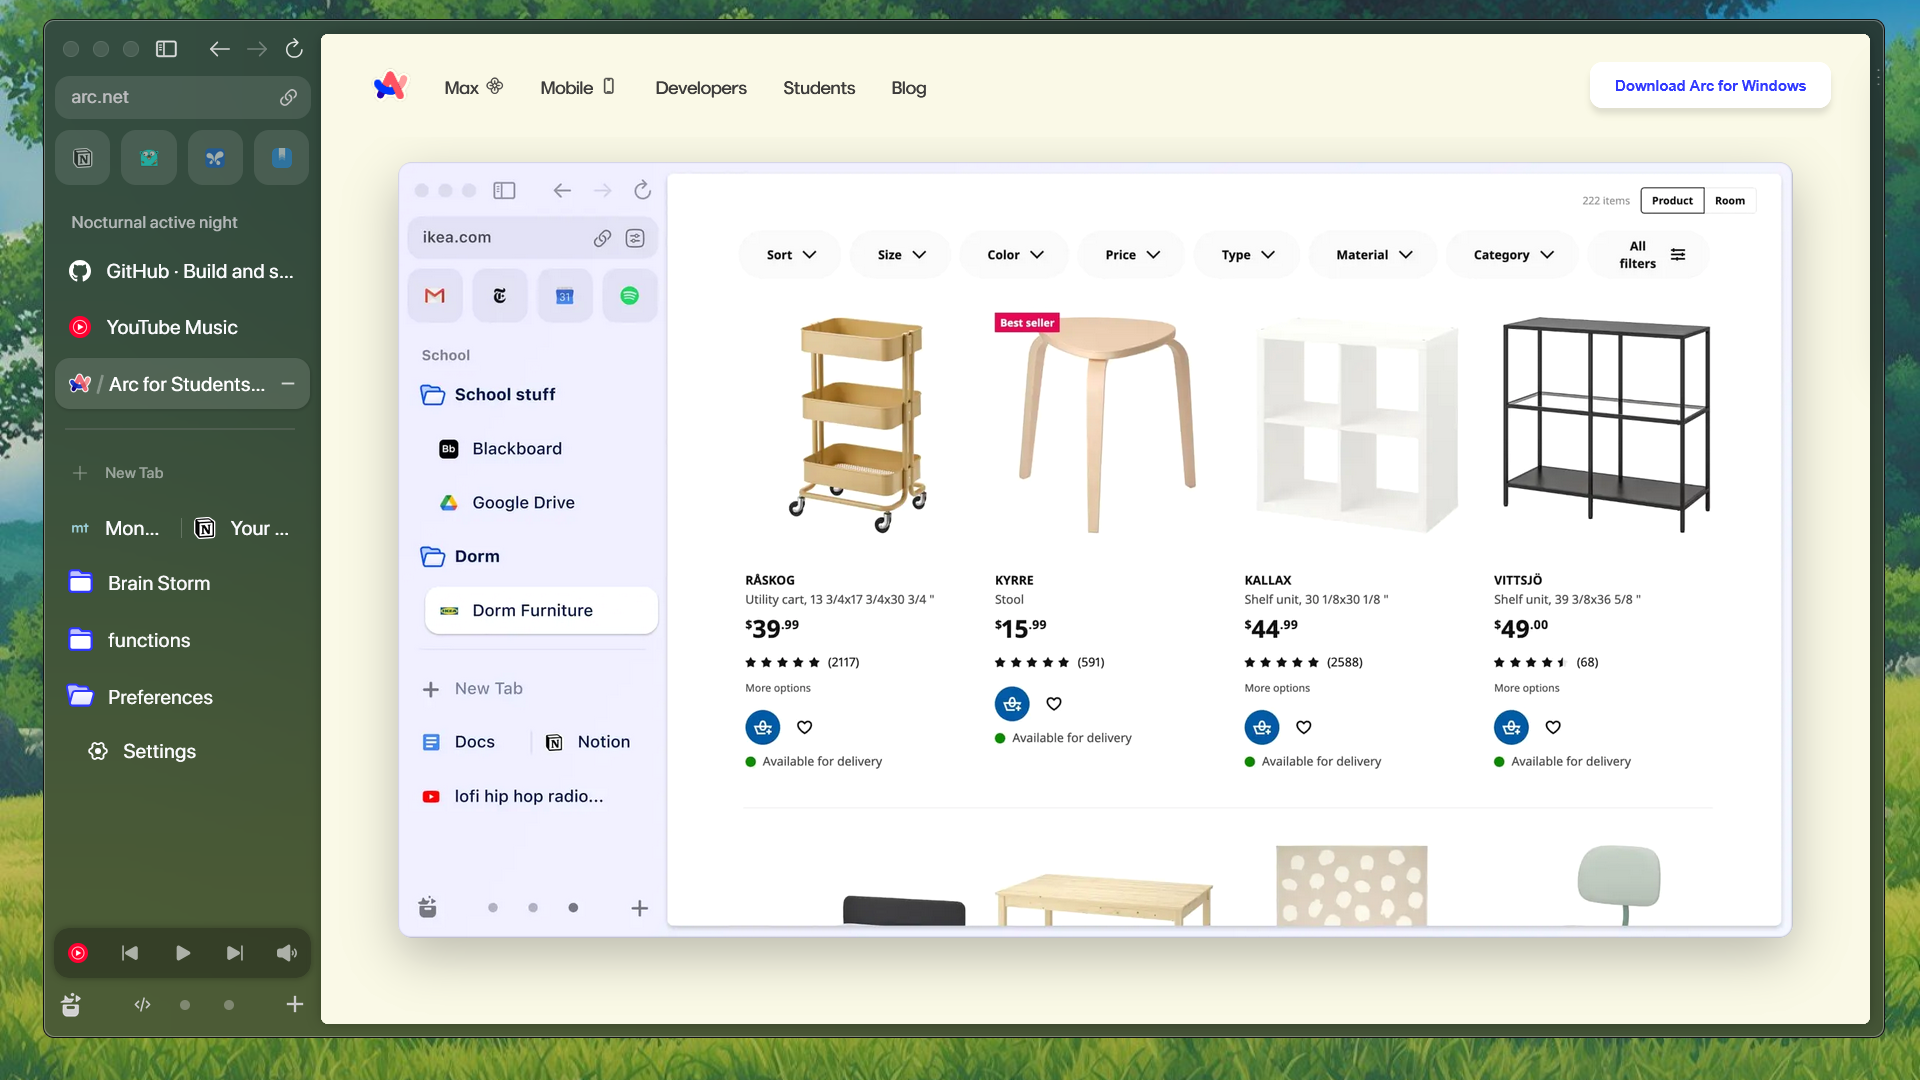 arc.net
Nocturnal active night
GitHub · Build and s...
YouTube Music
/ Arc for Students...
New Tab
mt Mon... Your ...
Brain Storm
functions
Preferences
Settings
Max Mobile Developers Students Blog
Download Arc for Windows
ikea.com
31
School
School stuff
Bb Blackboard
Google Drive
Dorm
IKEA Dorm Furniture
New Tab
Docs Notion
lofi hip hop radio...
222 items Product Room
Sort Size Color Price Type Material Category All filters
Best seller
RÅSKOG
Utility cart, 13 3/4x17 3/4x30 3/4 "
$39.99
(2117)
More options
Available for delivery
KYRRE
Stool
$15.99
(591)
Available for delivery
KALLAX
Shelf unit, 30 1/8x30 1/8 "
$44.99
(2588)
More options
Available for delivery
VITTSJÖ
Shelf unit, 39 3/8x36 5/8 "
$49.00
(68)
More options
Available for delivery